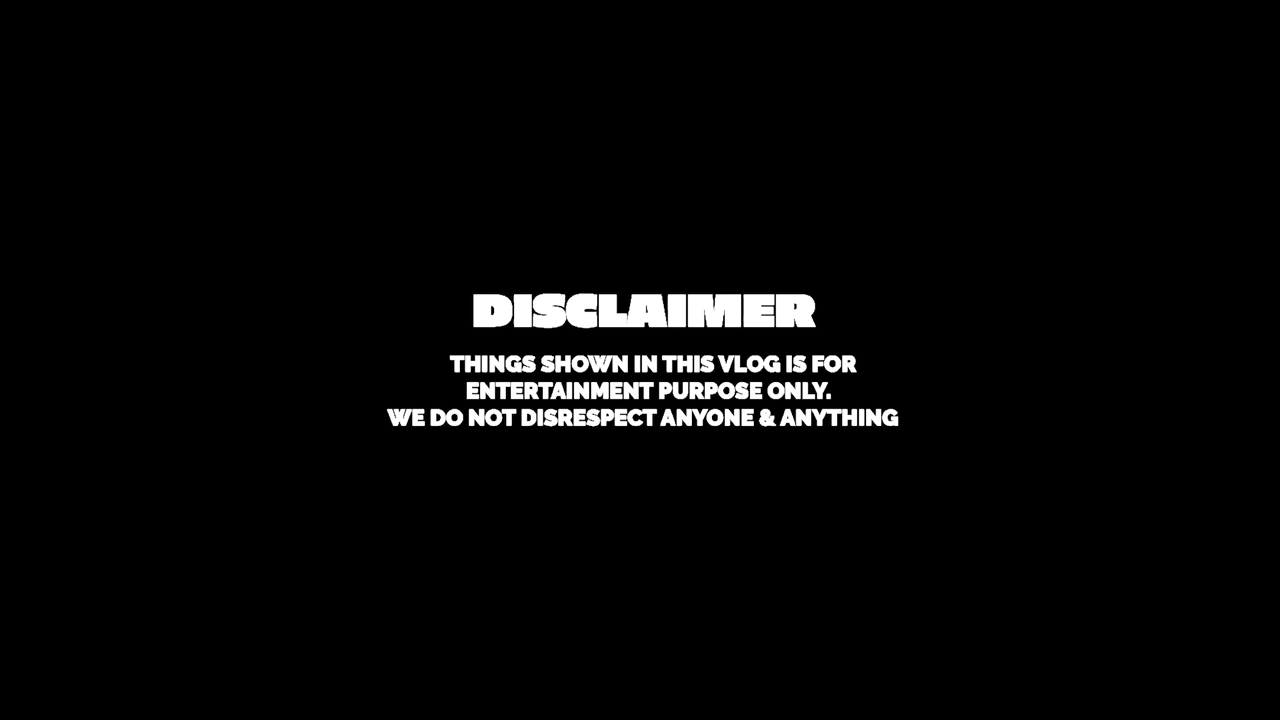 DISCLAIMER
THINGS SHOWN IN THIS VLOG IS FOR
ENTERTAINMENT PURPOSE ONLY.
WE DO NOT DISRESPECT ANYONE & ANYTHING